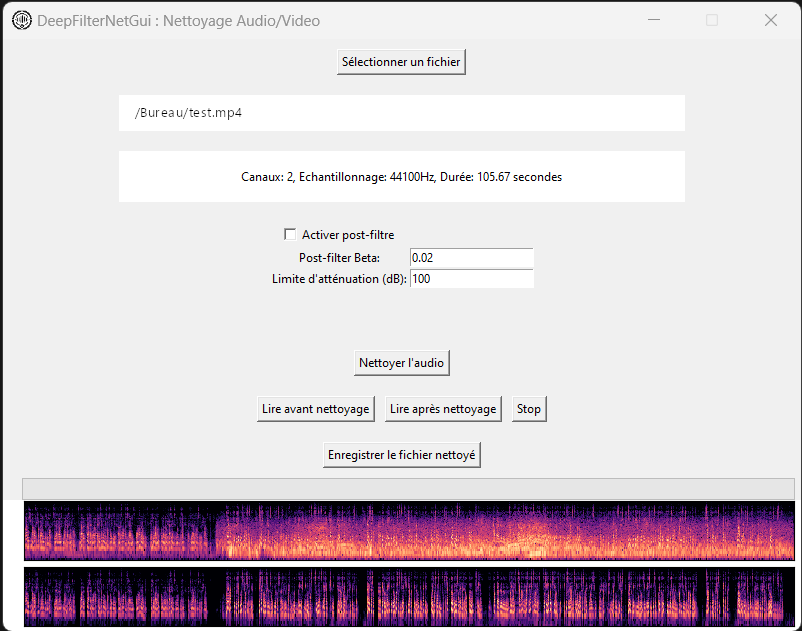 DeepFilterNetGui : Nettoyage Audio/Video
Sélectionner un fichier
/Bureau/test.mp4
Canaux: 2, Echantillonnage: 44100Hz, Durée: 105.67 secondes
Activer post-filtre
Post-filter Beta: 0.02
Limite d'atténuation (dB): 100
Nettoyer l'audio
Lire avant nettoyage Lire après nettoyage Stop
Enregistrer le fichier nettoyé